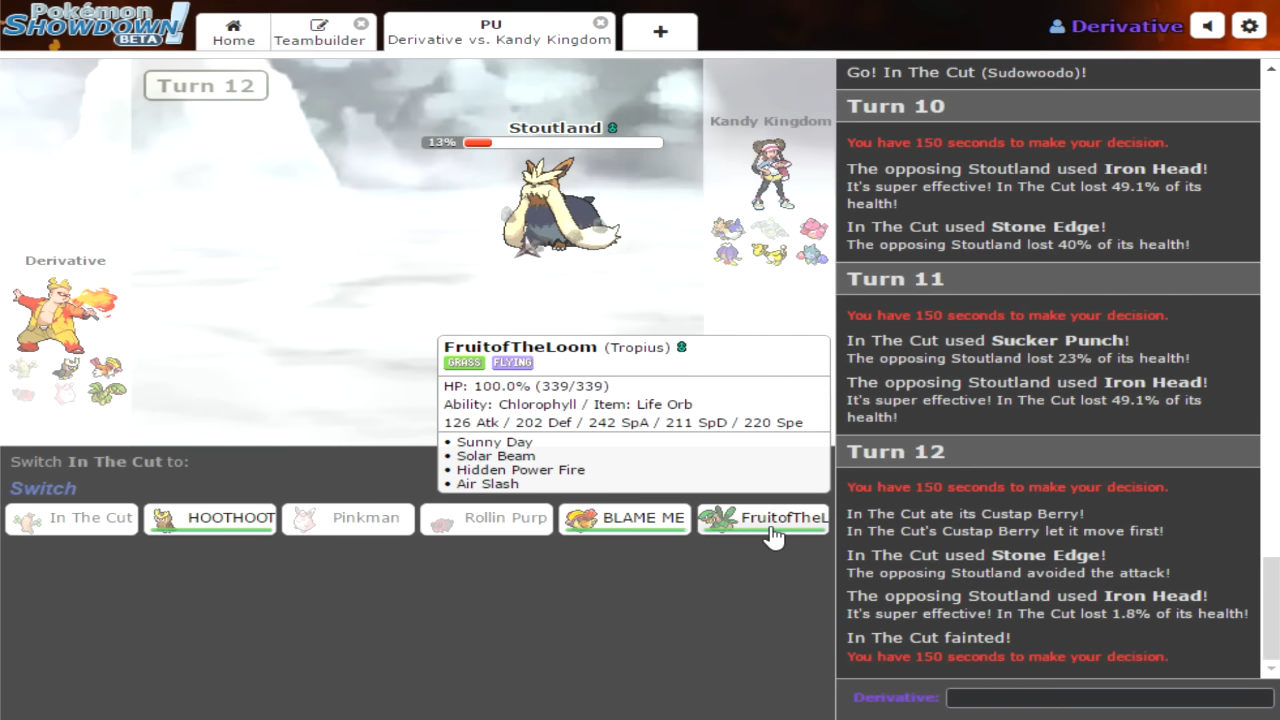 Pokémon
SHOWDOWN!
BETA
Home
Teambuilder
PU
Derivative vs. Kandy Kingdom
+
Derivative
Turn 12
Stoutland
13%
Kandy Kingdom
Derivative
FruitofTheLoom (Tropius)
GRASS FLYING
HP: 100.0% (339/339)
Ability: Chlorophyll / Item: Life Orb
126 Atk / 202 Def / 242 SpA / 211 SpD / 220 Spe
• Sunny Day
• Solar Beam
• Hidden Power Fire
• Air Slash
Switch In The Cut to:
Switch
In The Cut
HOOTHOOT
Pinkman
Rollin Purp
BLAME ME
FruitofTheL
Go! In The Cut (Sudowoodo)!
Turn 10
You have 150 seconds to make your decision.
The opposing Stoutland used Iron Head!
It's super effective! In The Cut lost 49.1% of its
health!
In The Cut used Stone Edge!
The opposing Stoutland lost 40% of its health!
Turn 11
You have 150 seconds to make your decision.
In The Cut used Sucker Punch!
The opposing Stoutland lost 23% of its health!
The opposing Stoutland used Iron Head!
It's super effective! In The Cut lost 49.1% of its
health!
Turn 12
You have 150 seconds to make your decision.
In The Cut ate its Custap Berry!
In The Cut's Custap Berry let it move first!
In The Cut used Stone Edge!
The opposing Stoutland avoided the attack!
The opposing Stoutland used Iron Head!
It's super effective! In The Cut lost 1.8% of its health!
In The Cut fainted!
You have 150 seconds to make your decision.
Derivative: